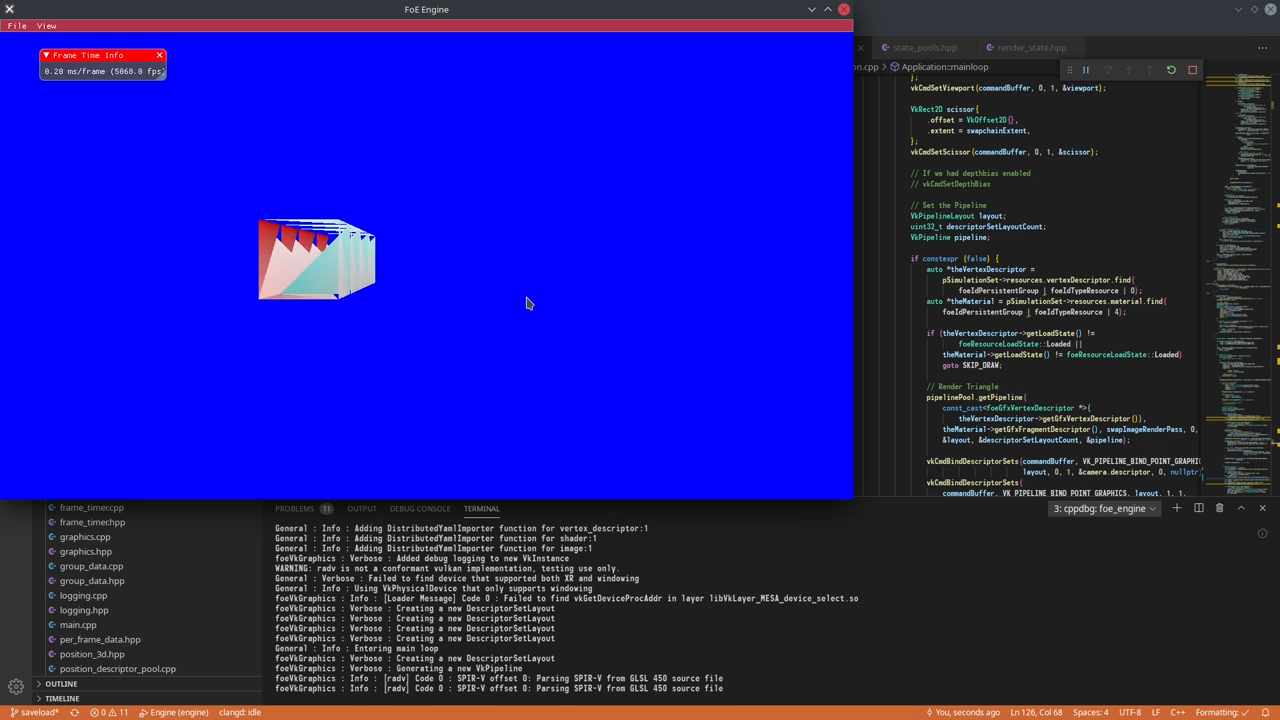 FoE Engine
File View
Frame Time Info
0.20 ms/frame (5068.0 fps)
state_pools.hpp render_state.hpp
on.cpp > Application::mainloop
};
vkCmdSetViewport(commandBuffer, 0, 1, &viewport);
VkRect2D scissor{
.offset = VkOffset2D{},
.extent = swapchainExtent,
};
vkCmdSetScissor(commandBuffer, 0, 1, &scissor);
// If we had depthbias enabled
// vkCmdSetDepthBias
// Set the Pipeline
VkPipelineLayout layout;
uint32_t descriptorSetLayoutCount;
VkPipeline pipeline;
if constexpr (false) {
auto *theVertexDescriptor =
pSimulationSet->resources.vertexDescriptor.find(
foeIdPersistentGroup | foeIdTypeResource | 0);
auto *theMaterial = pSimulationSet->resources.material.find(
foeIdPersistentGroup | foeIdTypeResource | 4);
if (theVertexDescriptor->getLoadState() !=
foeResourceLoadState::Loaded ||
theMaterial->getLoadState() != foeResourceLoadState::Loaded)
goto SKIP_DRAW;
// Render Triangle
pipelinePool.getPipeline(
const_cast<foeGfxVertexDescriptor *>(
theVertexDescriptor->getGfxVertexDescriptor()),
theMaterial->getGfxFragmentDescriptor(), swapImageRenderPass, 0,
&layout, &descriptorSetLayoutCount, &pipeline);
vkCmdBindDescriptorSets(commandBuffer, VK_PIPELINE_BIND_POINT_GRAPHIC
layout, 0, 1, &camera.descriptor, 0, nullptr
vkCmdBindDescriptorSets(
commandBuffer, VK_PIPELINE_BIND_POINT_GRAPHICS, layout, 1, 1,
frame_timer.cpp
frame_timer.hpp
graphics.cpp
graphics.hpp
group_data.cpp
group_data.hpp
logging.cpp
logging.hpp
main.cpp
per_frame_data.hpp
position_3d.hpp
position_descriptor_pool.cpp
OUTLINE
TIMELINE
PROBLEMS 11 OUTPUT DEBUG CONSOLE TERMINAL 3: cppdbg: foe_engine
General : Info : Adding DistributedYamlImporter function for vertex_descriptor:1
General : Info : Adding DistributedYamlImporter function for shader:1
General : Info : Adding DistributedYamlImporter function for image:1
foeVkGraphics : Verbose : Added debug logging to new VkInstance
WARNING: radv is not a conformant vulkan implementation, testing use only.
General : Verbose : Failed to find device that supported both XR and windowing
General : Info : Using VkPhysicalDevice that only supports windowing
foeVkGraphics : Info : [Loader Message] Code 0 : Failed to find vkGetDeviceProcAddr in layer libVkLayer_MESA_device_select.so
foeVkGraphics : Verbose : Creating a new DescriptorSetLayout
foeVkGraphics : Verbose : Creating a new DescriptorSetLayout
foeVkGraphics : Verbose : Creating a new DescriptorSetLayout
foeVkGraphics : Verbose : Creating a new DescriptorSetLayout
General : Info : Entering main loop
foeVkGraphics : Verbose : Creating a new DescriptorSetLayout
foeVkGraphics : Verbose : Generating a new VkPipeline
foeVkGraphics : Info : [radv] Code 0 : SPIR-V offset 0: Parsing SPIR-V from GLSL 450 source file
foeVkGraphics : Info : [radv] Code 0 : SPIR-V offset 0: Parsing SPIR-V from GLSL 450 source file
saveload* 0 11 Engine (engine) clangd: idle You, seconds ago Ln 126, Col 68 Spaces: 4 UTF-8 LF C++ Formatting: ✓